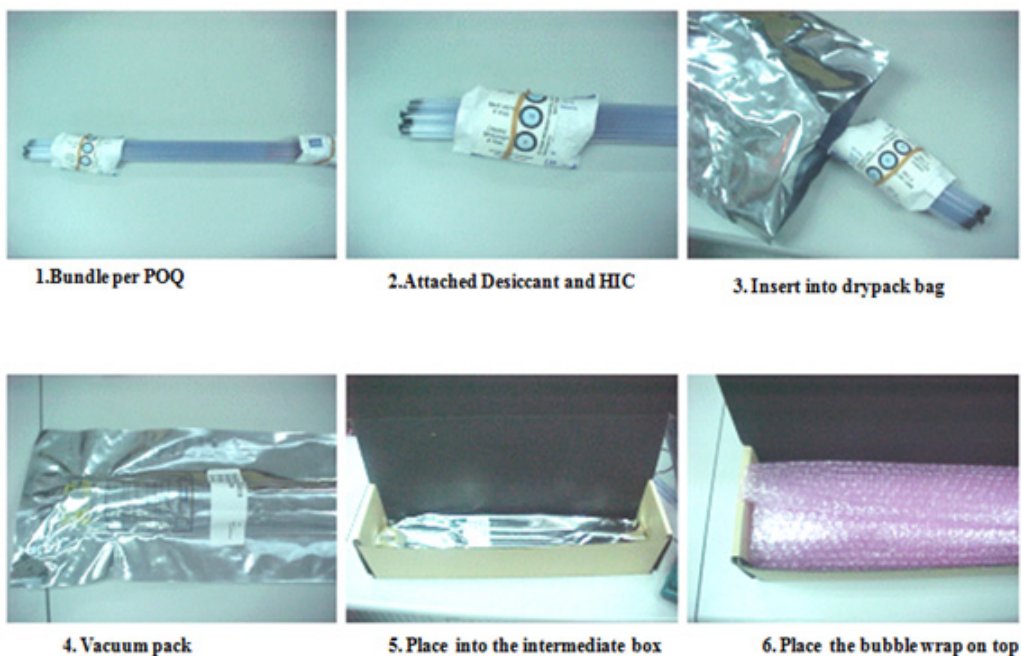 1.Bundle per POQ
2.Attached Desiccant and HIC
3. Insert into drypack bag
4. Vacuum pack
5. Place into the intermediate box
6. Place the bubble wrap on top